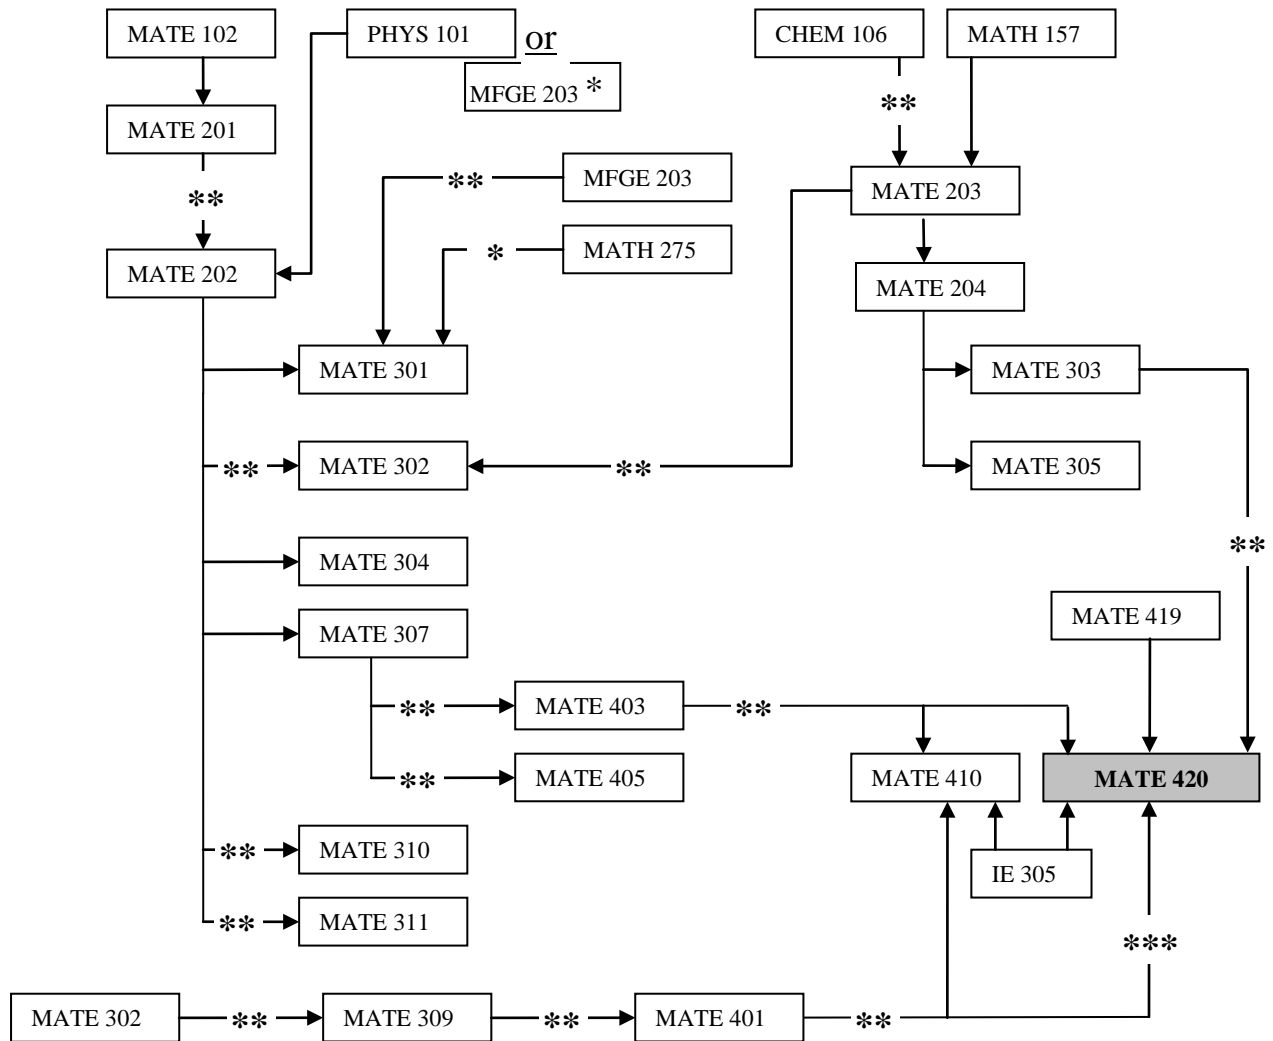 MATE 102
PHYS 101
or
CHEM 106
MATH 157
MFGE 203 *
**
MATE 201
**
MFGE 203
**
MATE 203
MATH 275
*
MATE 202
MATE 204
MATE 301
MATE 303
**
MATE 302
**
MATE 305
MATE 304
**
MATE 307
MATE 419
**
MATE 403
**
**
MATE 405
MATE 410
MATE 420
**
MATE 310
IE 305
**
MATE 311
***
MATE 302
**
MATE 309
**
MATE 401
**